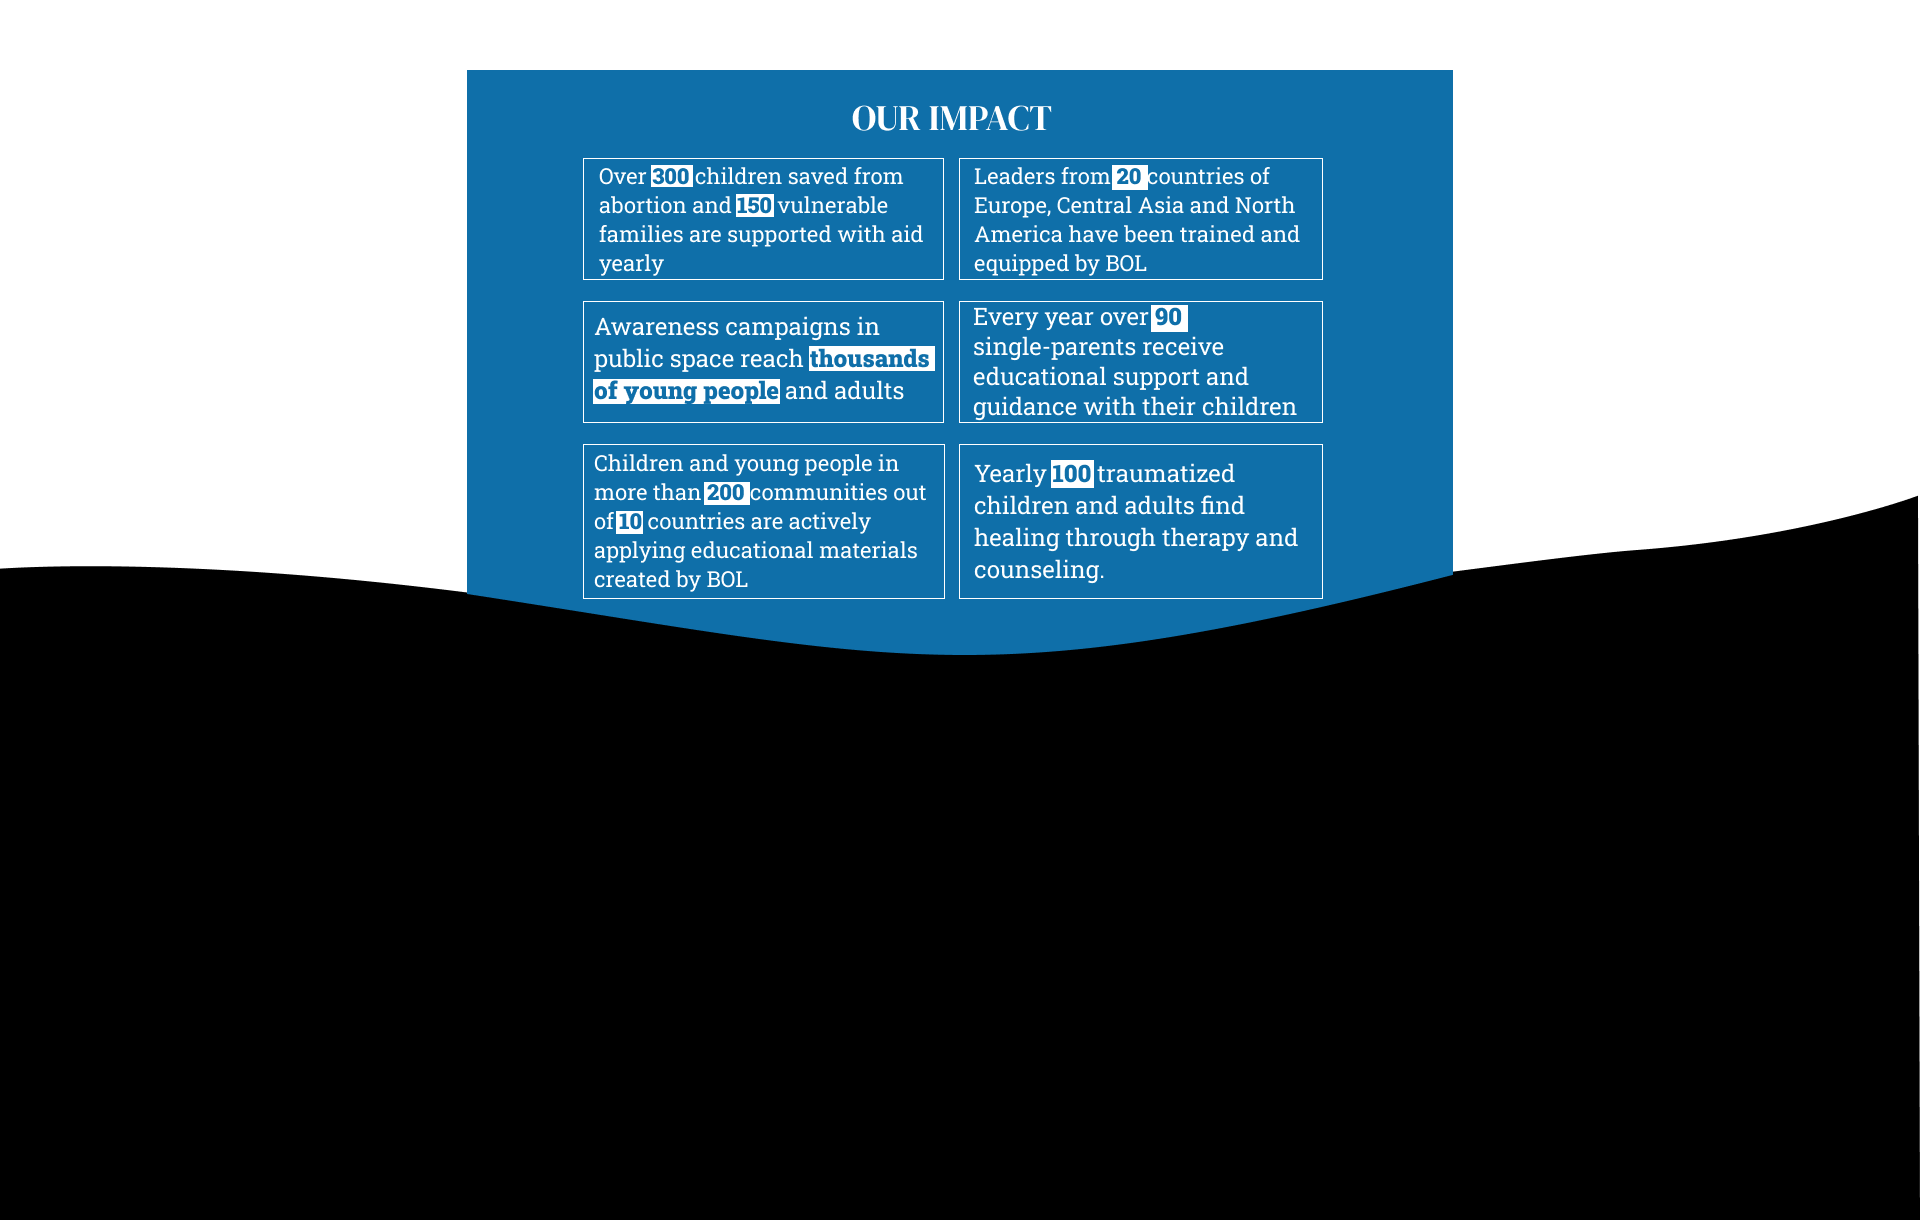 OUR IMPACT
Over 300 children saved from
abortion and 150 vulnerable
families are supported with aid
yearly
Leaders from 20 countries of
Europe, Central Asia and North
America have been trained and
equipped by BOL
Awareness campaigns in
public space reach thousands
of young people and adults
Every year over 90
single-parents receive
educational support and
guidance with their children
Children and young people in
more than 200 communities out
of 10 countries are actively
applying educational materials
created by BOL
Yearly 100 traumatized
children and adults find
healing through therapy and
counseling.